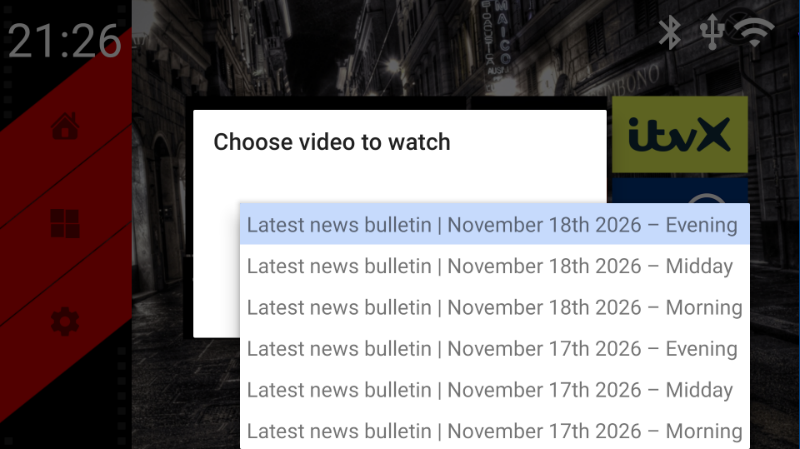 21:26
MAICO
BONO
itvX
Choose video to watch
Latest news bulletin | November 18th 2026 – Evening
Latest news bulletin | November 18th 2026 – Midday
Latest news bulletin | November 18th 2026 – Morning
Latest news bulletin | November 17th 2026 – Evening
Latest news bulletin | November 17th 2026 – Midday
Latest news bulletin | November 17th 2026 – Morning